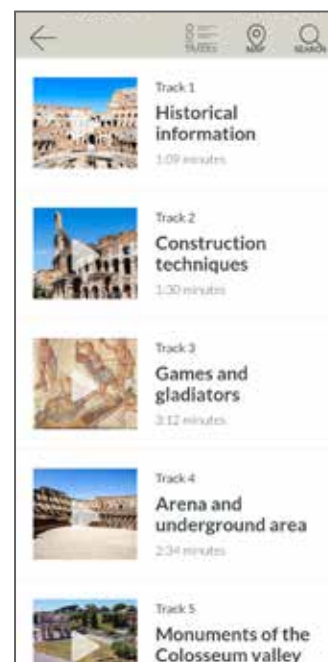 TRACKS MAP SEARCH
Track 1
Historical
information
1:09 minutes
Track 2
Construction
techniques
1:30 minutes
Track 3
Games and
gladiators
3:12 minutes
Track 4
Arena and
underground area
2:34 minutes
Track 5
Monuments of the
Colosseum valley